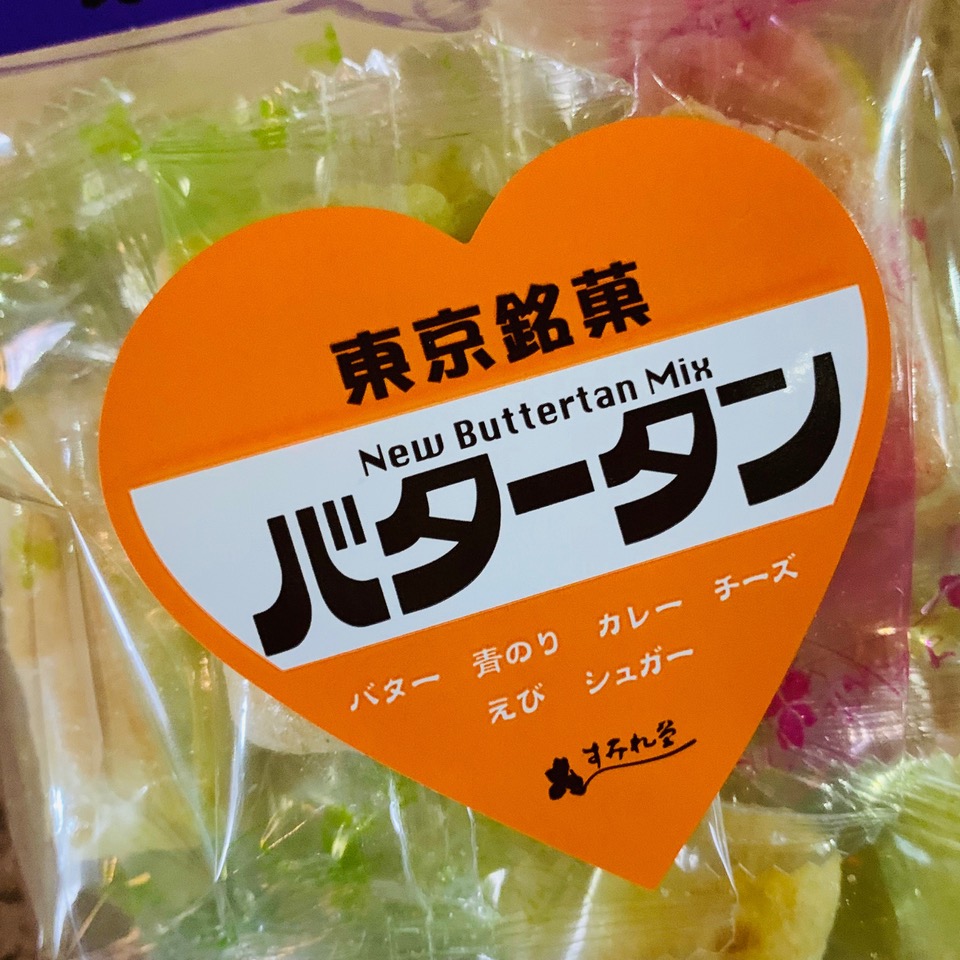 東京銘菓
New Buttertan Mix
バタータン
バター 青のり カレー チーズ
えび シュガー
すみれ堂